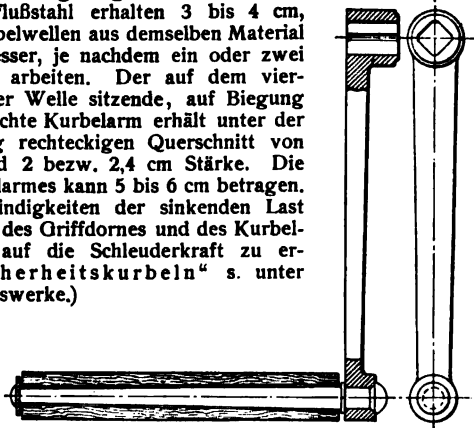 Flußstahl erhalten 3 bis 4 cm,
belwellen aus demselben Material
esser, je nachdem ein oder zwei
arbeiten. Der auf dem vier-
er Welle sitzende, auf Biegung
chte Kurbelarm erhält unter der
g rechteckigen Querschnitt von
d 2 bezw. 2,4 cm Stärke. Die
larmes kann 5 bis 6 cm betragen.
indigkeiten der sinkenden Last
des Griffdornes und des Kurbel-
auf die Schleuderkraft zu er-
herheitskurbeln“ s. unter
swerke.)